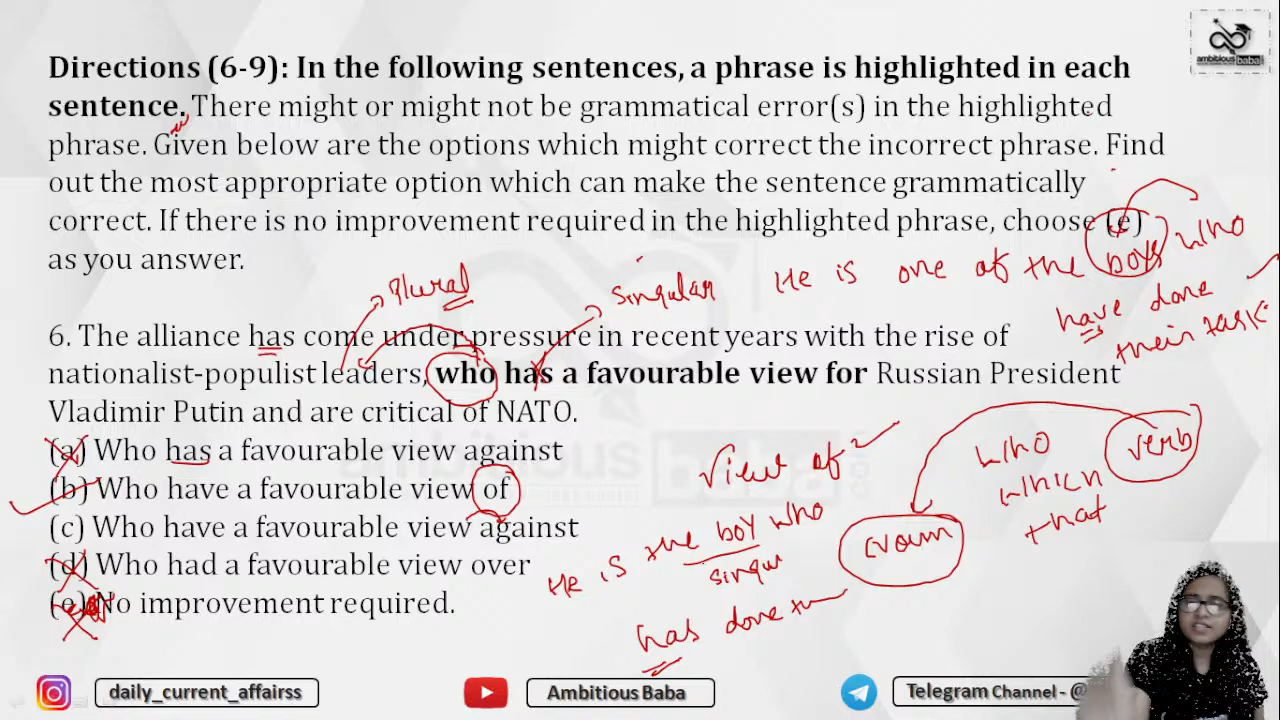 Directions (6-9): In the following sentences, a phrase is highlighted in each
sentence. There might or might not be grammatical error(s) in the highlighted
phrase. Given below are the options which might correct the incorrect phrase. Find
out the most appropriate option which can make the sentence grammatically
correct. If there is no improvement required in the highlighted phrase, choose (e)
as you answer.
He is one of the boys who
have done
their task
Plural
Singular
6. The alliance has come under pressure in recent years with the rise of
nationalist-populist leaders, who has a favourable view for Russian President
Vladimir Putin and are critical of NATO.
(a) Who has a favourable view against
(b) Who have a favourable view of
(c) Who have a favourable view against
(d) Who had a favourable view over
(e) No improvement required.
view of
who
which
that
verb
noun
He is the boy who
singu
has done
ambitious
baba
ambitiousbaba
daily_current_affairss
Ambitious Baba
Telegram Channel - @